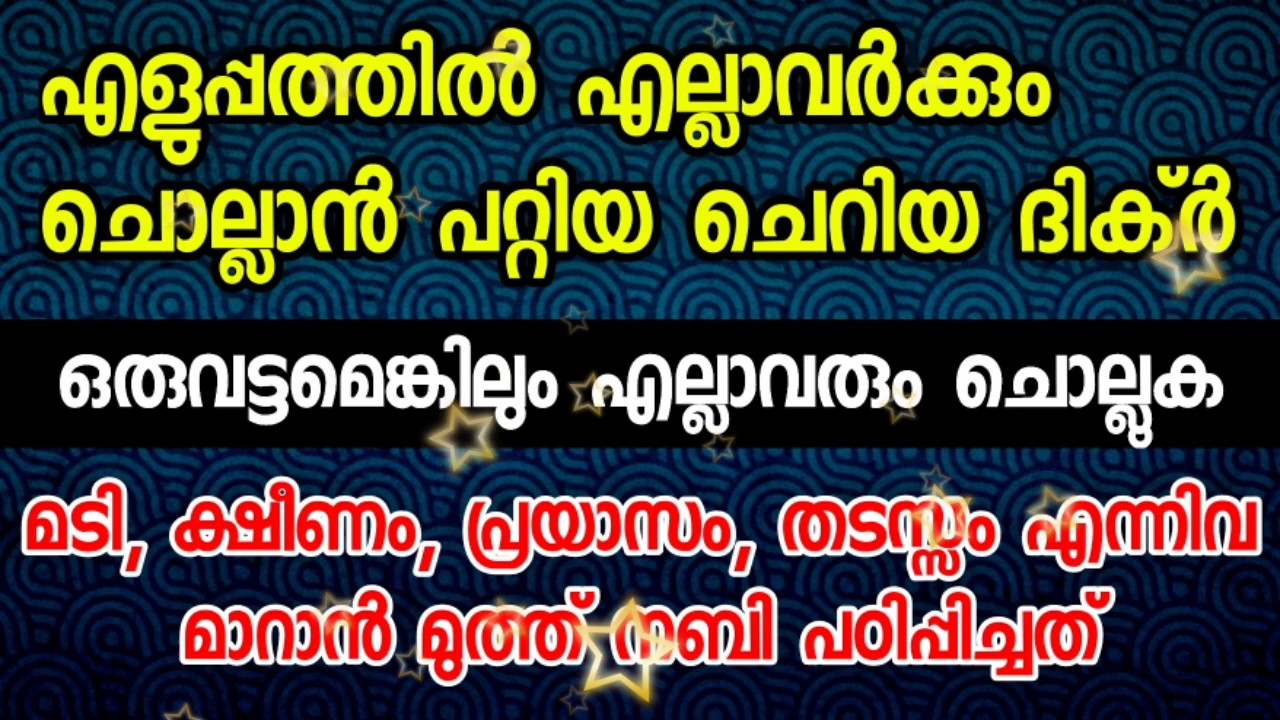 എളുപ്പത്തിൽ എല്ലാവർക്കും
ചൊല്ലാൻ പറ്റിയ ചെറിയ ദിക്ർ
ഒരുവട്ടമെങ്കിലും എല്ലാവരും ചൊല്ലുക
മടി, ക്ഷീണം, പ്രയാസം, തടസ്സം എന്നിവ
മാറാൻ മുത്ത് നബി പഠിപ്പിച്ചത്